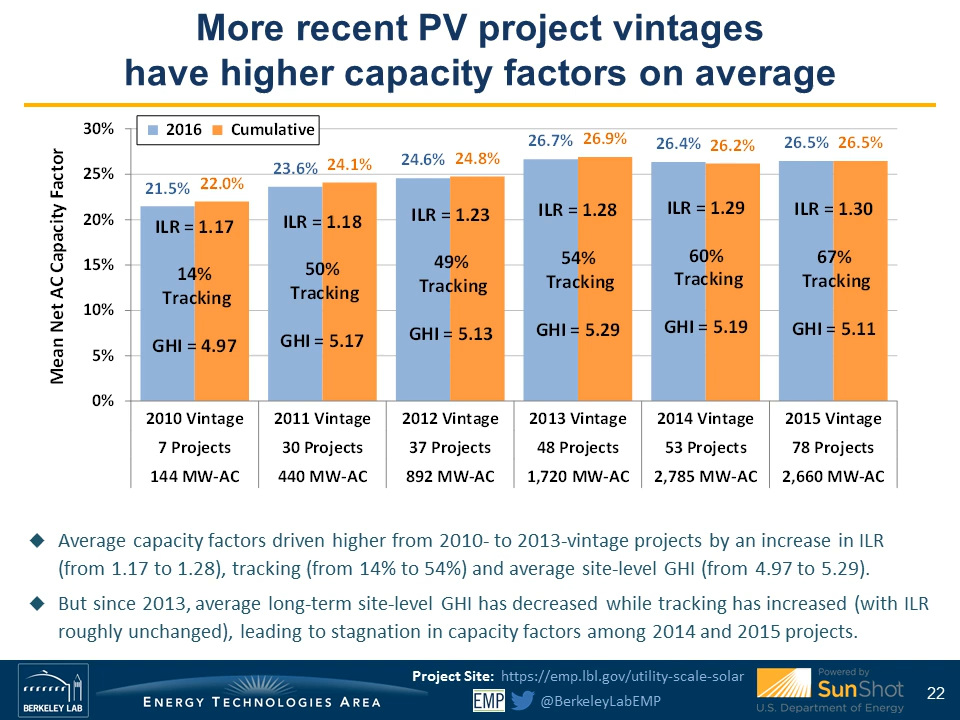 More recent PV project vintages
have higher capacity factors on average
Mean Net AC Capacity Factor
30%
25%
20%
15%
10%
5%
0%
2016 Cumulative
21.5% 22.0%
23.6% 24.1%
24.6% 24.8%
26.7% 26.9%
26.4% 26.2%
26.5% 26.5%
ILR = 1.17
14%
Tracking
GHI = 4.97
ILR = 1.18
50%
Tracking
GHI = 5.17
ILR = 1.23
49%
Tracking
GHI = 5.13
ILR = 1.28
54%
Tracking
GHI = 5.29
ILR = 1.29
60%
Tracking
GHI = 5.19
ILR = 1.30
67%
Tracking
GHI = 5.11
2010 Vintage 2011 Vintage 2012 Vintage 2013 Vintage 2014 Vintage 2015 Vintage
7 Projects 30 Projects 37 Projects 48 Projects 53 Projects 78 Projects
144 MW-AC 440 MW-AC 892 MW-AC 1,720 MW-AC 2,785 MW-AC 2,660 MW-AC
◆ Average capacity factors driven higher from 2010- to 2013-vintage projects by an increase in ILR
(from 1.17 to 1.28), tracking (from 14% to 54%) and average site-level GHI (from 4.97 to 5.29).
◆ But since 2013, average long-term site-level GHI has decreased while tracking has increased (with ILR
roughly unchanged), leading to stagnation in capacity factors among 2014 and 2015 projects.
BERKELEY LAB
ENERGY TECHNOLOGIES AREA
Project Site: https://emp.lbl.gov/utility-scale-solar
EMP @BerkeleyLabEMP
Powered by
SunShot
U.S. Department of Energy
22